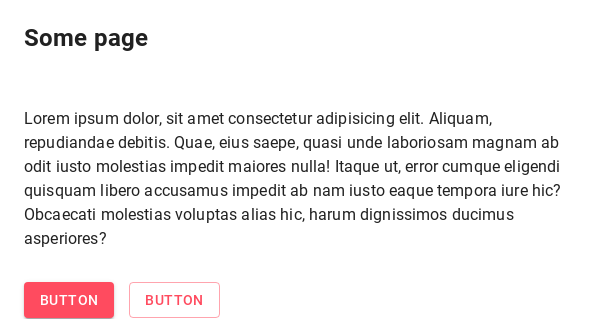 Some page
Lorem ipsum dolor, sit amet consectetur adipisicing elit. Aliquam,
repudiandae debitis. Quae, eius saepe, quasi unde laboriosam magnam ab
odit iusto molestias impedit maiores nulla! Itaque ut, error cumque eligendi
quisquam libero accusamus impedit ab nam iusto eaque tempora iure hic?
Obcaecati molestias voluptas alias hic, harum dignissimos ducimus
asperiores?
BUTTON BUTTON